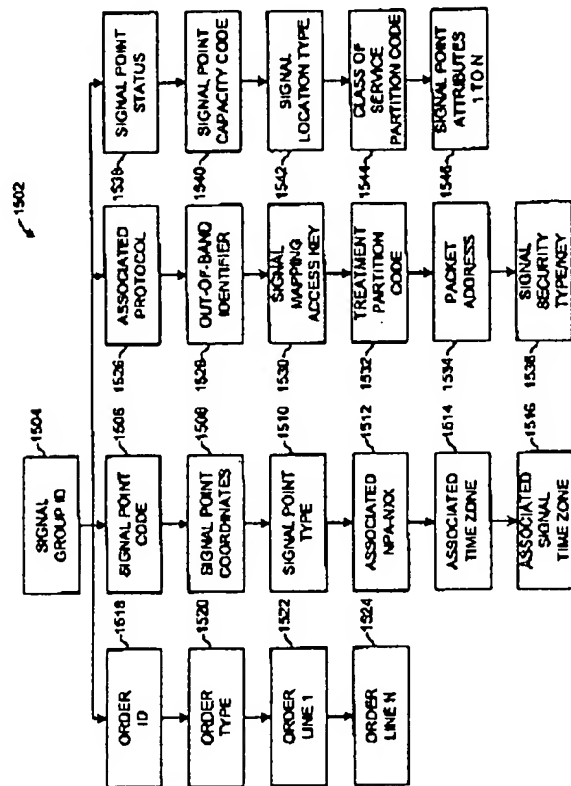 1502
SIGNAL
GROUP ID
1504
ORDER
ID
1518
ORDER
TYPE
1520
ORDER
LINE 1
1522
ORDER
LINE N
1524
SIGNAL POINT
CODE
1506
SIGNAL POINT
COORDINATES
1508
SIGNAL POINT
TYPE
1510
ASSOCIATED
NPA-NXX
1512
ASSOCIATED
TIME ZONE
1514
ASSOCIATED
SIGNAL
TIME ZONE
1516
ASSOCIATED
PROTOCOL
1526
OUT-OF-BAND
IDENTIFIER
1528
SIGNAL
MAPPING
ACCESS KEY
1530
TREATMENT
PARTITION
CODE
1532
PACKET
ADDRESS
1534
SIGNAL
SECURITY
TYPE/KEY
1536
SIGNAL POINT
STATUS
1538
SIGNAL POINT
CAPACITY CODE
1540
SIGNAL
LOCATION TYPE
1542
CLASS OF
SERVICE
PARTITION CODE
1544
SIGNAL POINT
ATTRIBUTES
1 TO N
1546